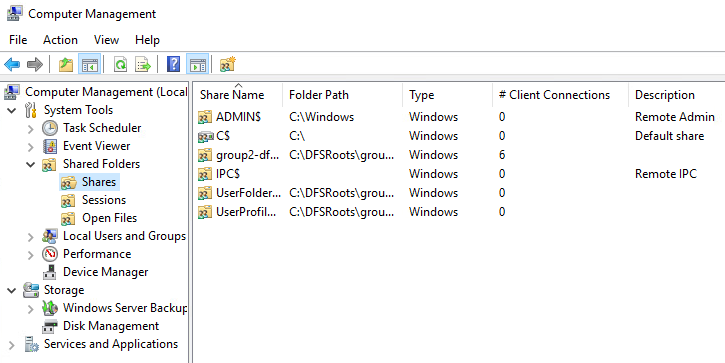 Computer Management
File Action View Help
Computer Management (Local
System Tools
Task Scheduler
Event Viewer
Shared Folders
Shares
Sessions
Open Files
Local Users and Groups
Performance
Device Manager
Storage
Windows Server Backup
Disk Management
Services and Applications
Share Name Folder Path Type # Client Connections Description
ADMIN$ C:\Windows Windows 0 Remote Admin
C$ C:\ Windows 0 Default share
group2-df... C:\DFSRoots\grou... Windows 6
IPC$ Windows 0 Remote IPC
UserFolder... C:\DFSRoots\grou... Windows 0
UserProfil... C:\DFSRoots\grou... Windows 0